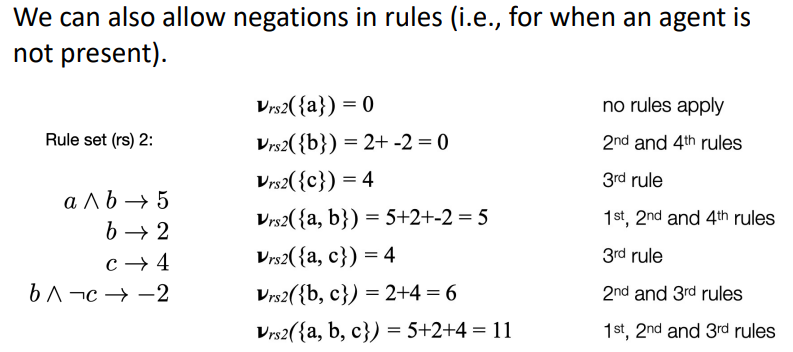 We can also allow negations in rules (i.e., for when an agent is
not present).
Rule set (rs) 2:
a ∧ b → 5
b → 2
c → 4
b ∧ ¬c → −2
𝝂rs2({a}) = 0 no rules apply
𝝂rs2({b}) = 2+ -2 = 0 2nd and 4th rules
𝝂rs2({c}) = 4 3rd rule
𝝂rs2({a, b}) = 5+2+-2 = 5 1st, 2nd and 4th rules
𝝂rs2({a, c}) = 4 3rd rule
𝝂rs2({b, c}) = 2+4 = 6 2nd and 3rd rules
𝝂rs2({a, b, c}) = 5+2+4 = 11 1st, 2nd and 3rd rules